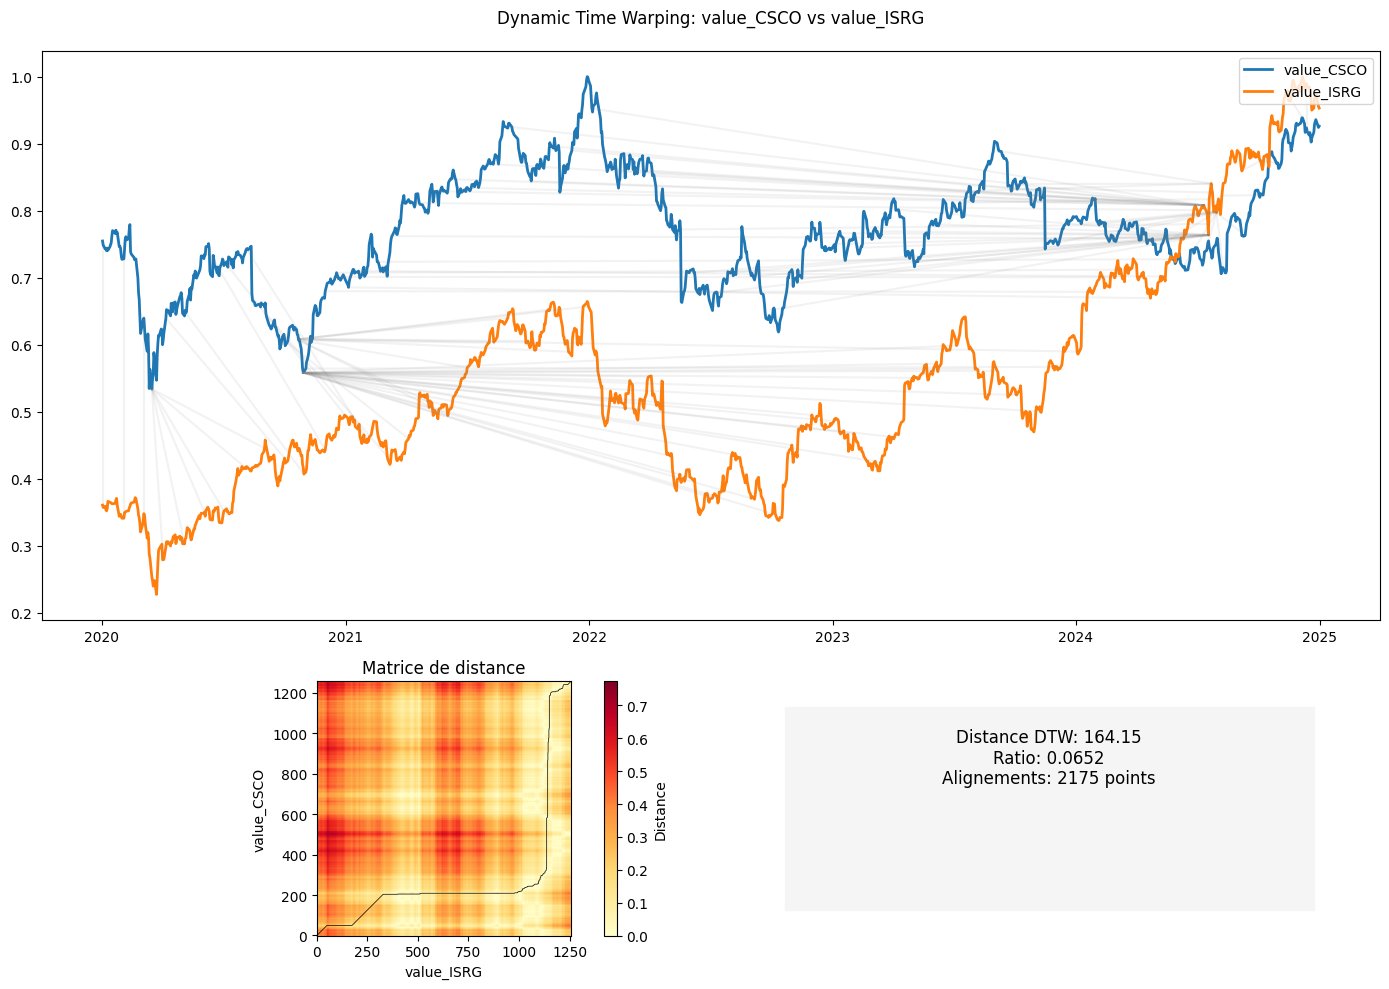 Dynamic Time Warping: value_CSCO vs value_ISRG
value_CSCO
value_ISRG
1.0
0.9
0.8
0.7
0.6
0.5
0.4
0.3
0.2
2020 2021 2022 2023 2024 2025
Matrice de distance
value_CSCO
1200
1000
800
600
400
200
0
0 250 500 750 1000 1250
value_ISRG
0.7
0.6
0.5
0.4
0.3
0.2
0.1
0.0
Distance
Distance DTW: 164.15
Ratio: 0.0652
Alignements: 2175 points